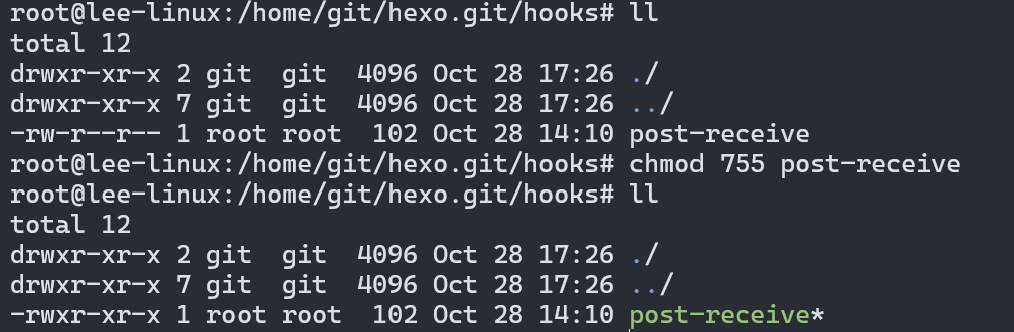 root@lee-linux:/home/git/hexo.git/hooks# ll
total 12
drwxr-xr-x 2 git  git  4096 Oct 28 17:26 ./
drwxr-xr-x 7 git  git  4096 Oct 28 17:26 ../
-rw-r--r-- 1 root root  102 Oct 28 14:10 post-receive
root@lee-linux:/home/git/hexo.git/hooks# chmod 755 post-receive
root@lee-linux:/home/git/hexo.git/hooks# ll
total 12
drwxr-xr-x 2 git  git  4096 Oct 28 17:26 ./
drwxr-xr-x 7 git  git  4096 Oct 28 17:26 ../
-rwxr-xr-x 1 root root  102 Oct 28 14:10 post-receive*